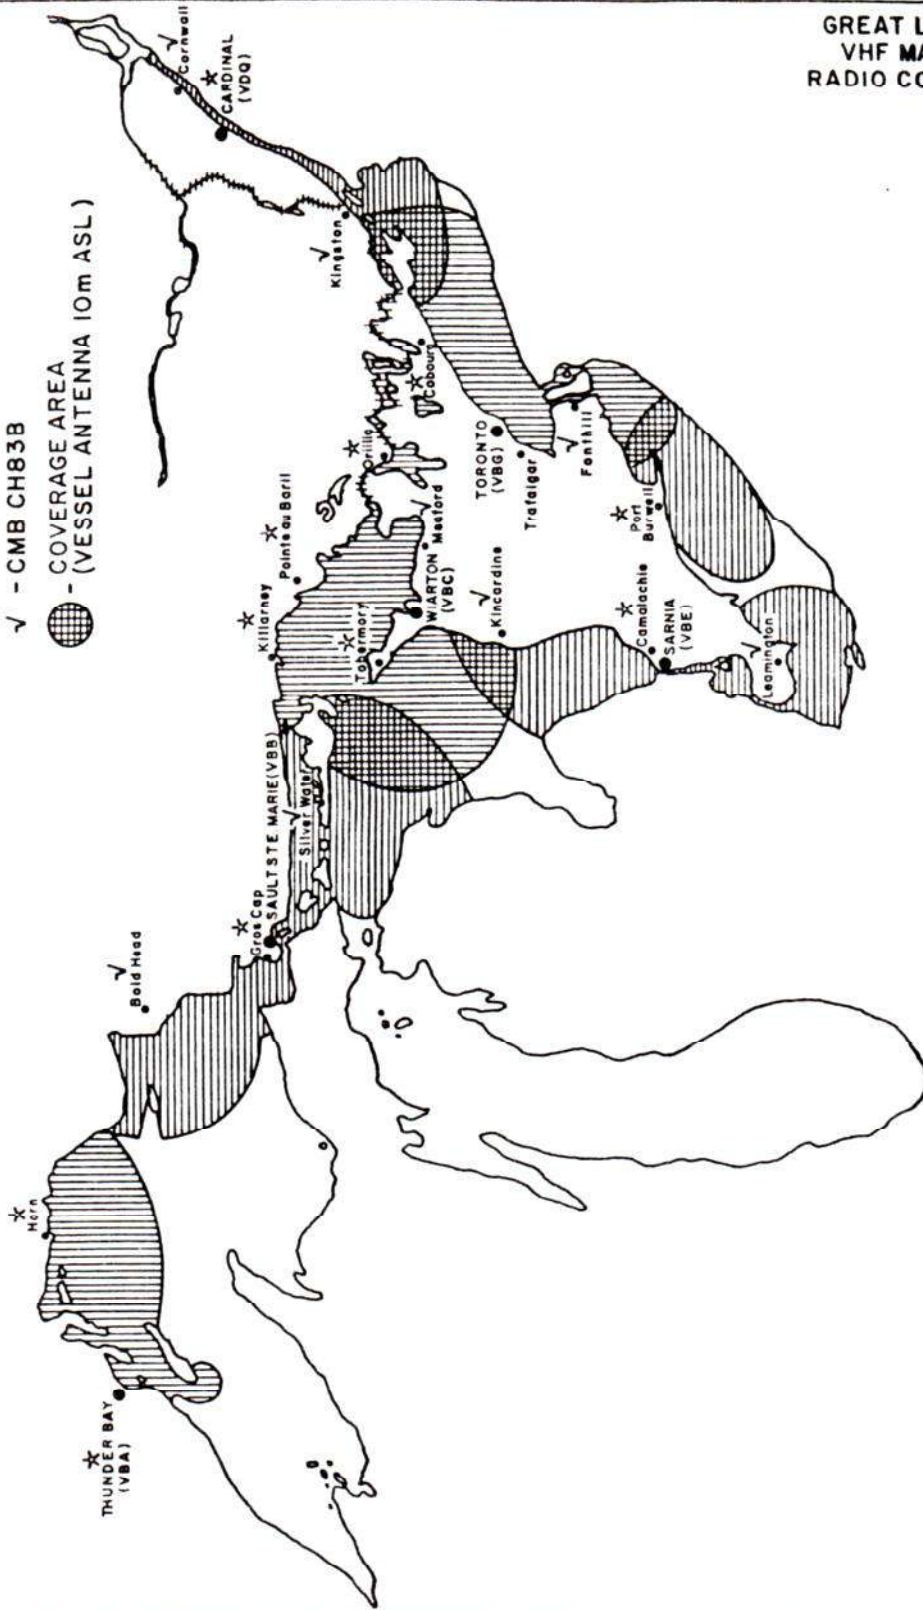 GREAT L
VHF MA
RADIO CO
√ - CMB CH83B
- COVERAGE AREA
(VESSEL ANTENNA 10m ASL)
Cornwall
CARDINAL
(VDQ)
Kingston
Cobourg
Orillia
TORONTO
(VBG)
Trafalgar
Fonthill
Port
Burwell
Pointe au Baril
Killarney
Meaford
WIARTON
(VBC)
Tobermory
Kincardine
Camalachie
SARNIA
(VBE)
Leamington
SAULT STE MARIE (VBB)
Silver Water
Gros Cap
Bald Head
Horn
THUNDER BAY
(VBA)